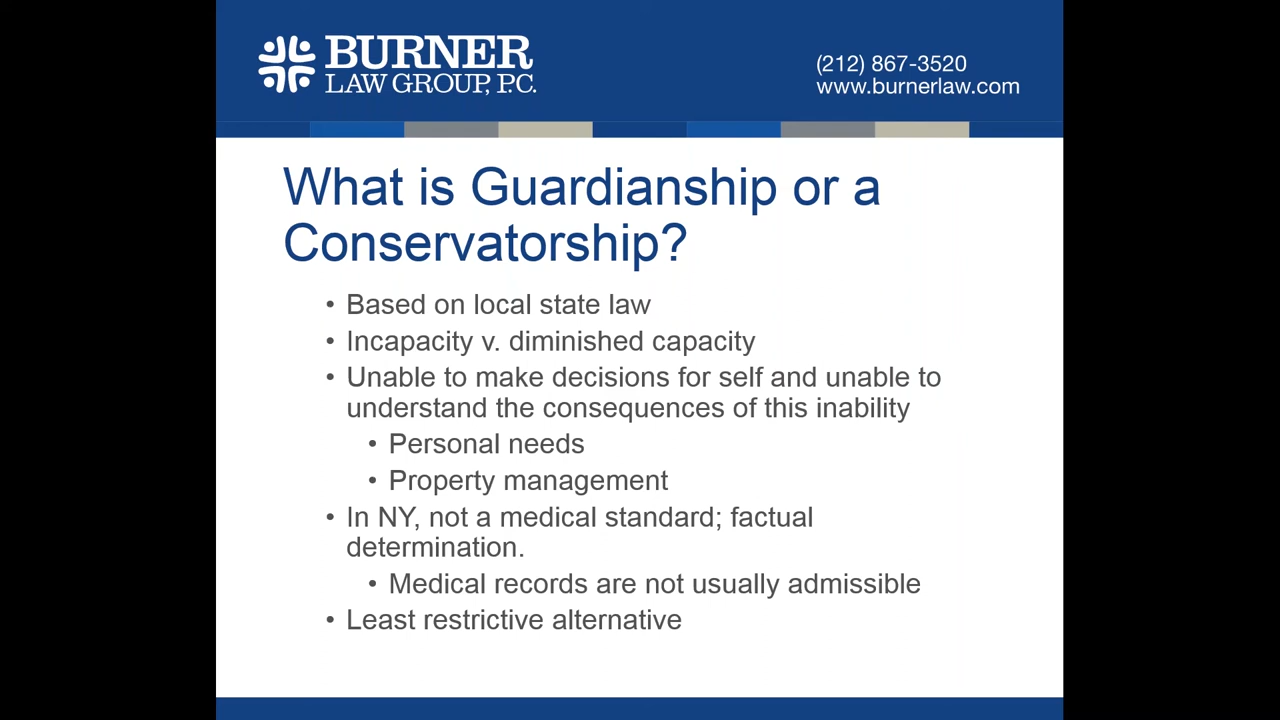 BURNER
LAW GROUP, P.C.
(212) 867-3520
www.burnerlaw.com
What is Guardianship or a
Conservatorship?
• Based on local state law
• Incapacity v. diminished capacity
• Unable to make decisions for self and unable to
understand the consequences of this inability
• Personal needs
• Property management
• In NY, not a medical standard; factual
determination.
• Medical records are not usually admissible
• Least restrictive alternative